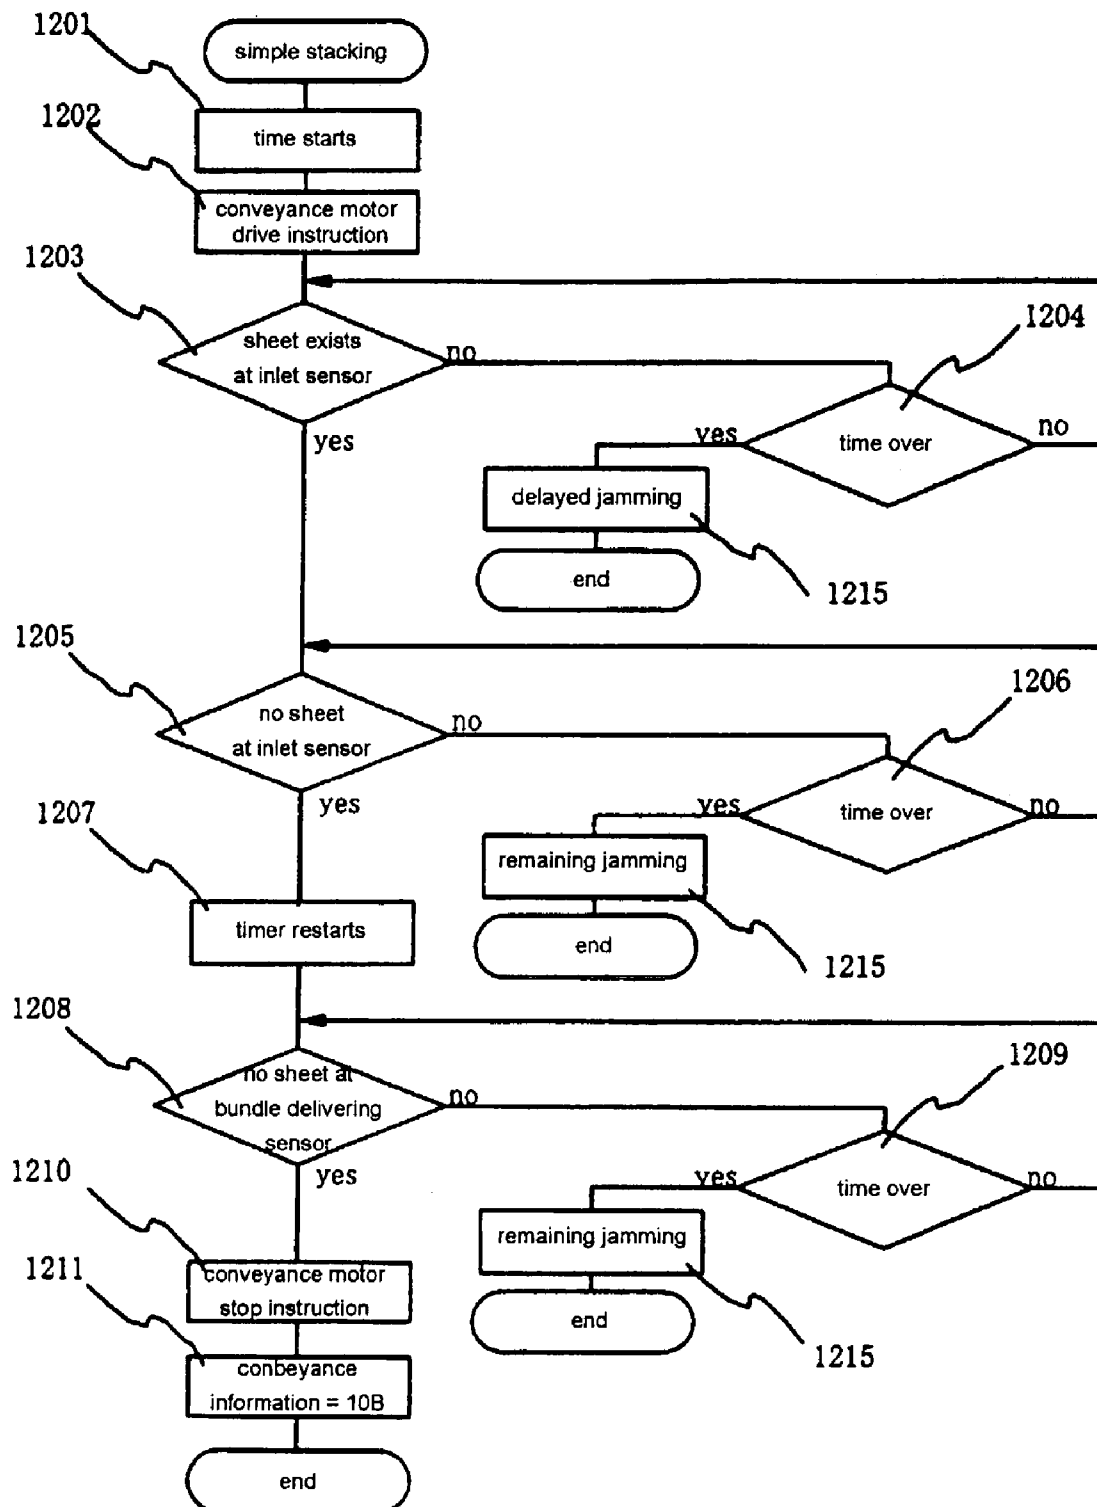 1201
simple stacking
1202
time starts
conveyance motor
drive instruction
1203
1204
sheet exists
at inlet sensor
no
yes
yes
time over
no
delayed jamming
end
1215
1205
1206
no sheet
at inlet sensor
no
yes
1207
yes
time over
no
remaining jamming
timer restarts
end
1215
1208
1209
no sheet at
bundle delivering
sensor
no
yes
1210
yes
time over
no
remaining jamming
1211
conveyance motor
stop instruction
end
1215
conbeyance
information = 10B
end